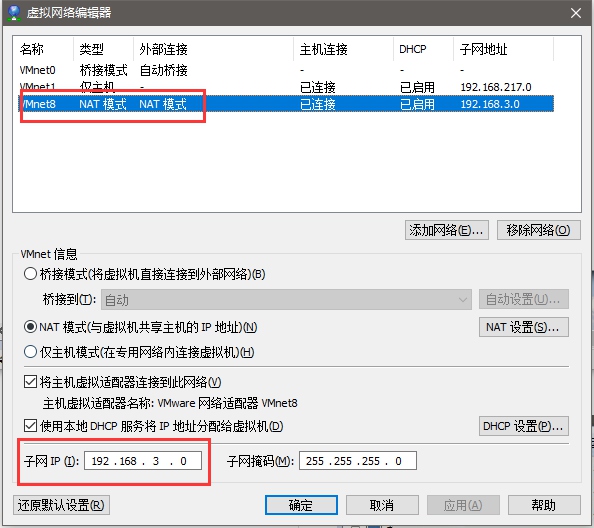 虚拟网络编辑器
名称 类型 外部连接 主机连接 DHCP 子网地址
VMnet0 桥接模式 自动桥接 - - -
VMnet1 仅主机... - 已连接 已启用 192.168.217.0
VMnet8 NAT 模式 NAT 模式 已连接 已启用 192.168.3.0
添加网络(E)... 移除网络(O)
VMnet 信息
桥接模式(将虚拟机直接连接到外部网络)(B)
桥接到(T): 自动 自动设置(U)...
NAT 模式(与虚拟机共享主机的 IP 地址)(N) NAT 设置(S)...
仅主机模式(在专用网络内连接虚拟机)(H)
将主机虚拟适配器连接到此网络(V)
主机虚拟适配器名称: VMware 网络适配器 VMnet8
使用本地 DHCP 服务将 IP 地址分配给虚拟机(D) DHCP 设置(P)...
子网 IP (I): 192 .168 . 3 . 0 子网掩码(M): 255 .255 .255 . 0
还原默认设置(R) 确定 取消 应用(A) 帮助